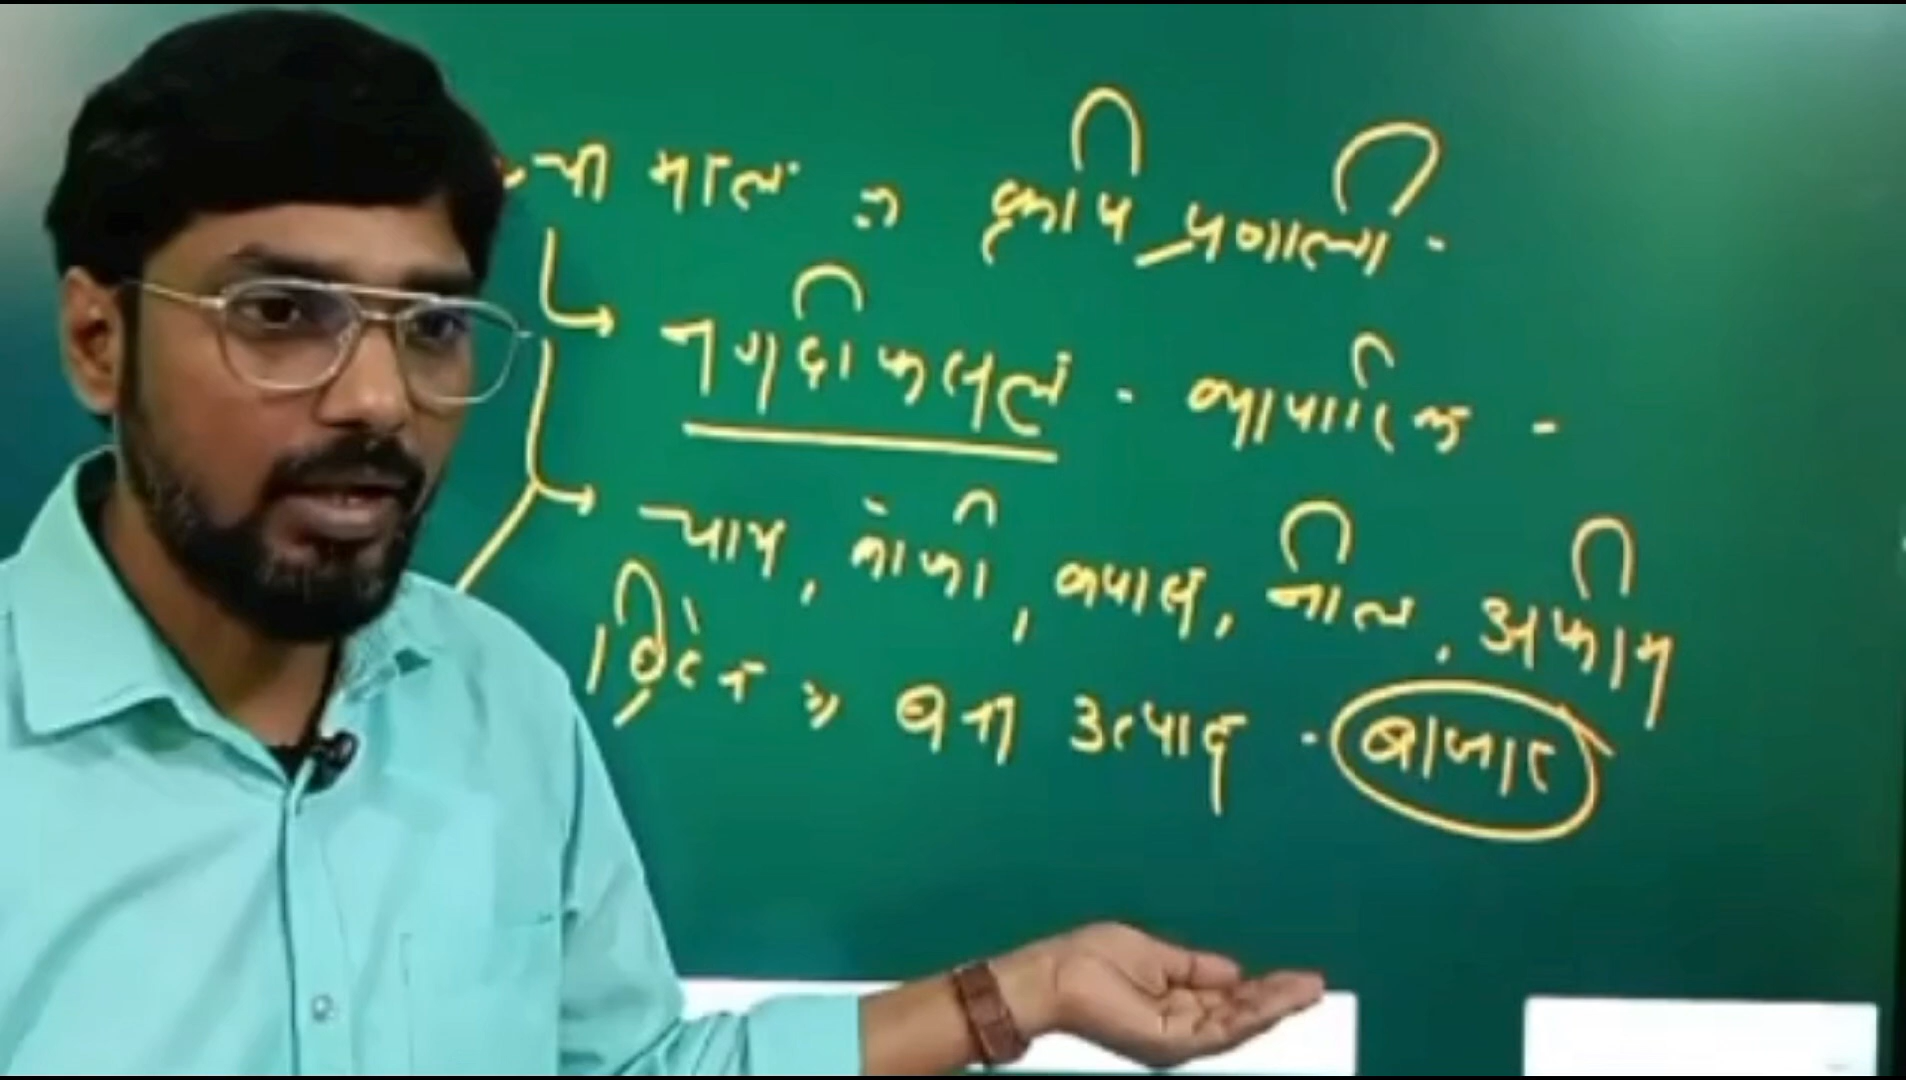 च्चा माल ⇒ कृषि प्रणाली -
नगदी फसलें - व्यापारिक -
चाय, कॉफी, कपास, नील, अफीम
ब्रिटेन ⇒ बना उत्पाद - बाजार